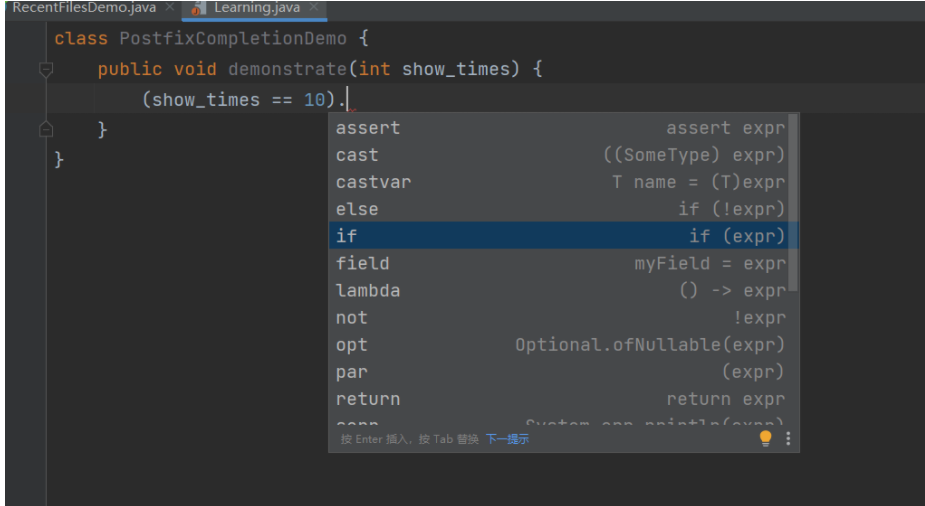 RecentFilesDemo.java × Learning.java ×
class PostfixCompletionDemo {
public void demonstrate(int show_times) {
(show_times == 10).
}
}
assert assert expr
cast ((SomeType) expr)
castvar T name = (T)expr
else if (!expr)
if if (expr)
field myField = expr
lambda () -> expr
not !expr
opt Optional.ofNullable(expr)
par (expr)
return return expr
按 Enter 插入，按 Tab 替换 下一提示